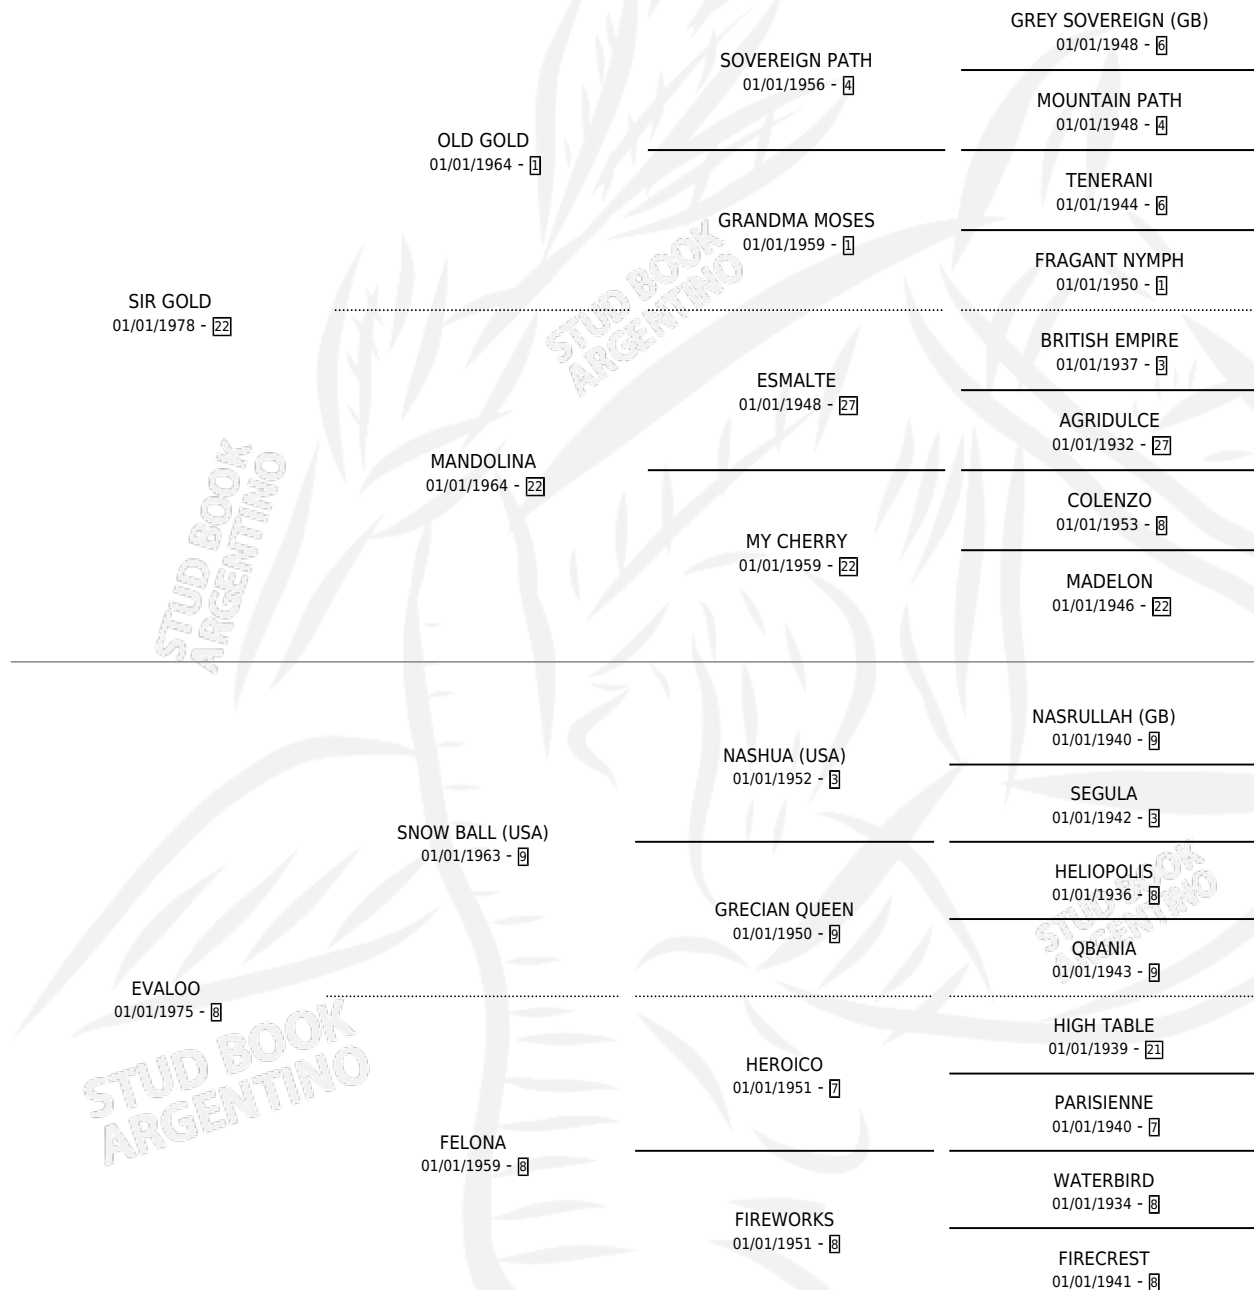 GREY SOVEREIGN (GB)
01/01/1948 - 6
SOVEREIGN PATH
01/01/1956 - 4
MOUNTAIN PATH
01/01/1948 - 4
OLD GOLD
01/01/1964 - 1
TENERANI
01/01/1944 - 6
GRANDMA MOSES
01/01/1959 - 1
FRAGANT NYMPH
01/01/1950 - 1
SIR GOLD
01/01/1978 - 22
BRITISH EMPIRE
01/01/1937 - 3
ESMALTE
01/01/1948 - 27
AGRIDULCE
01/01/1932 - 27
MANDOLINA
01/01/1964 - 22
COLENZO
01/01/1953 - 8
MY CHERRY
01/01/1959 - 22
MADELON
01/01/1946 - 22
NASRULLAH (GB)
01/01/1940 - 9
NASHUA (USA)
01/01/1952 - 3
SEGULA
01/01/1942 - 3
SNOW BALL (USA)
01/01/1963 - 9
HELIOPOLIS
01/01/1936 - 8
GRECIAN QUEEN
01/01/1950 - 9
QBANIA
01/01/1943 - 9
EVALOO
01/01/1975 - 8
HIGH TABLE
01/01/1939 - 21
HEROICO
01/01/1951 - 7
PARISIENNE
01/01/1940 - 7
FELONA
01/01/1959 - 8
WATERBIRD
01/01/1934 - 8
FIREWORKS
01/01/1951 - 8
FIRECREST
01/01/1941 - 8
STUD BOOK
ARGENTINO
STUD BOOK
ARGENTINO
STUD BOOK
ARGENTINO
STUD BOOK
ARGENTINO